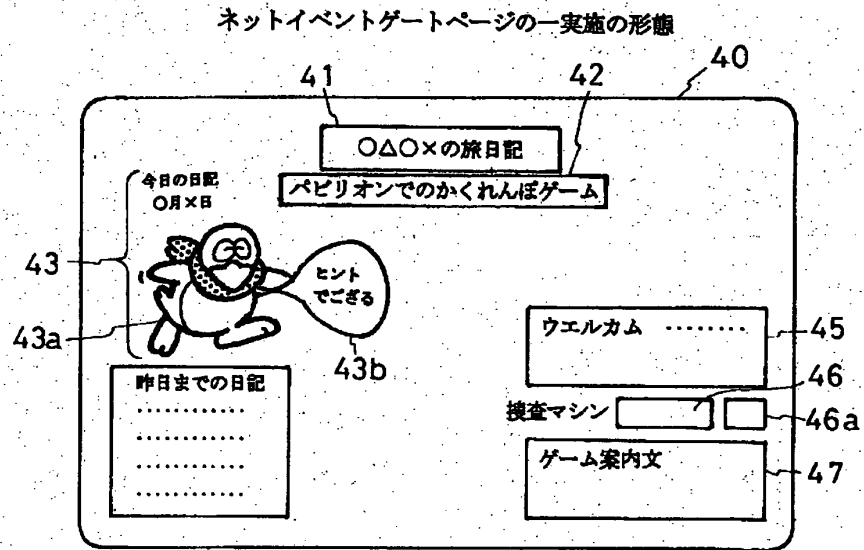 ネットイベントゲートページの一実施の形態
40
41
42
○△○×の旅日記
パビリオンでのかくれんぼゲーム
今日の日記
○月×日
43
ヒント
でござる
43a
43b
ウエルカム ・・・・・・・・
45
昨日までの日記
・・・・・・・・・・・
・・・・・・・・・・・
・・・・・・・・・・・
・・・・・・・・・・・
46
捜査マシン
46a
ゲーム案内文
47